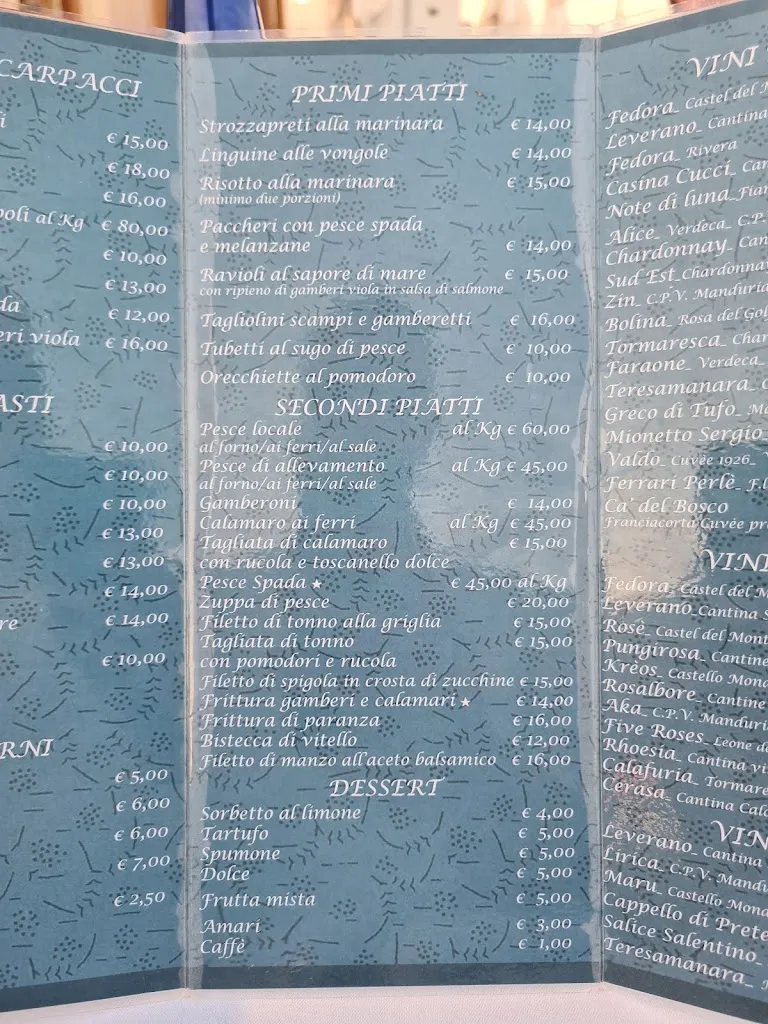 CARPACCI
€ 15,00
€ 18,00
€ 16,00
al Kg € 80,00
€ 10,00
€ 13,00
€ 12,00
viola € 16,00
€ 10,00
€ 10,00
€ 10,00
€ 13,00
€ 13,00
€ 14,00
€ 14,00
€ 10,00
€ 5,00
€ 6,00
€ 6,00
€ 7,00
€ 2,50
PRIMI PIATTI
Strozzapreti alla marinara € 14,00
Linguine alle vongole € 14,00
Risotto alla marinara € 15,00
(minimo due porzioni)
Paccheri con pesce spada
e melanzane € 14,00
Ravioli al sapore di mare € 15,00
con ripieno di gamberi viola in salsa di salmone
Tagliolini scampi e gamberetti € 16,00
Tubetti al sugo di pesce € 10,00
Orecchiette al pomodoro € 10,00
SECONDI PIATTI
Pesce locale al Kg € 60,00
al forno/ai ferri/al sale
Pesce di allevamento al Kg € 45,00
al forno/ai ferri/al sale
Gamberoni € 14,00
Calamaro ai ferri al Kg € 45,00
Tagliata di calamaro € 15,00
con rucola e toscanello dolce
Pesce Spada ★ € 45,00 al Kg
Zuppa di pesce € 20,00
Filetto di tonno alla griglia € 15,00
Tagliata di tonno € 15,00
con pomodori e rucola
Filetto di spigola in crosta di zucchine € 15,00
Frittura gamberi e calamari ★ € 14,00
Frittura di paranza € 16,00
Bistecca di vitello € 12,00
Filetto di manzo all'aceto balsamico € 16,00
DESSERT
Sorbetto al limone € 4,00
Tartufo € 5,00
Spumone € 5,00
Dolce € 5,00
Frutta mista € 5,00
Amari € 3,00
Caffè € 1,00
VINI
Fedora_ Castel del
Leverano_ Cantina
Fedora_ Rivera
Casina Cucci_
Note di luna_
Alice_ Verdeca_ C.P.
Chardonnay_
Sud Est_ Chardonnay
Zin_ C.P.V. Manduria
Bolina_ Rosa del
Tormaresca_
Faraone_ Verdeca_
Teresamanara_
Greco di Tufo_
Mionetto Sergio
Valdo_ Cuvèe 1926_
Ferrari Perlè_
Ca' del Bosco
Franciacorta Cuvée
VINI
Fedora_ Castel del
Leverano_ Cantina
Rosè_ Castel del
Pungirosa_ Cantine
Krèos_ Castello
Rosalbore_ Cantine
Aka_ C.P.V.
Five Roses_ Leone
Rhoesia_ Cantina
Calafuria_
Cerasa_ Cantina
Leverano_ Cantina
Lirica_ C.P.V.
Maru_ Castello
Cappello di Prete
Salice Salentino_
Teresamanara_